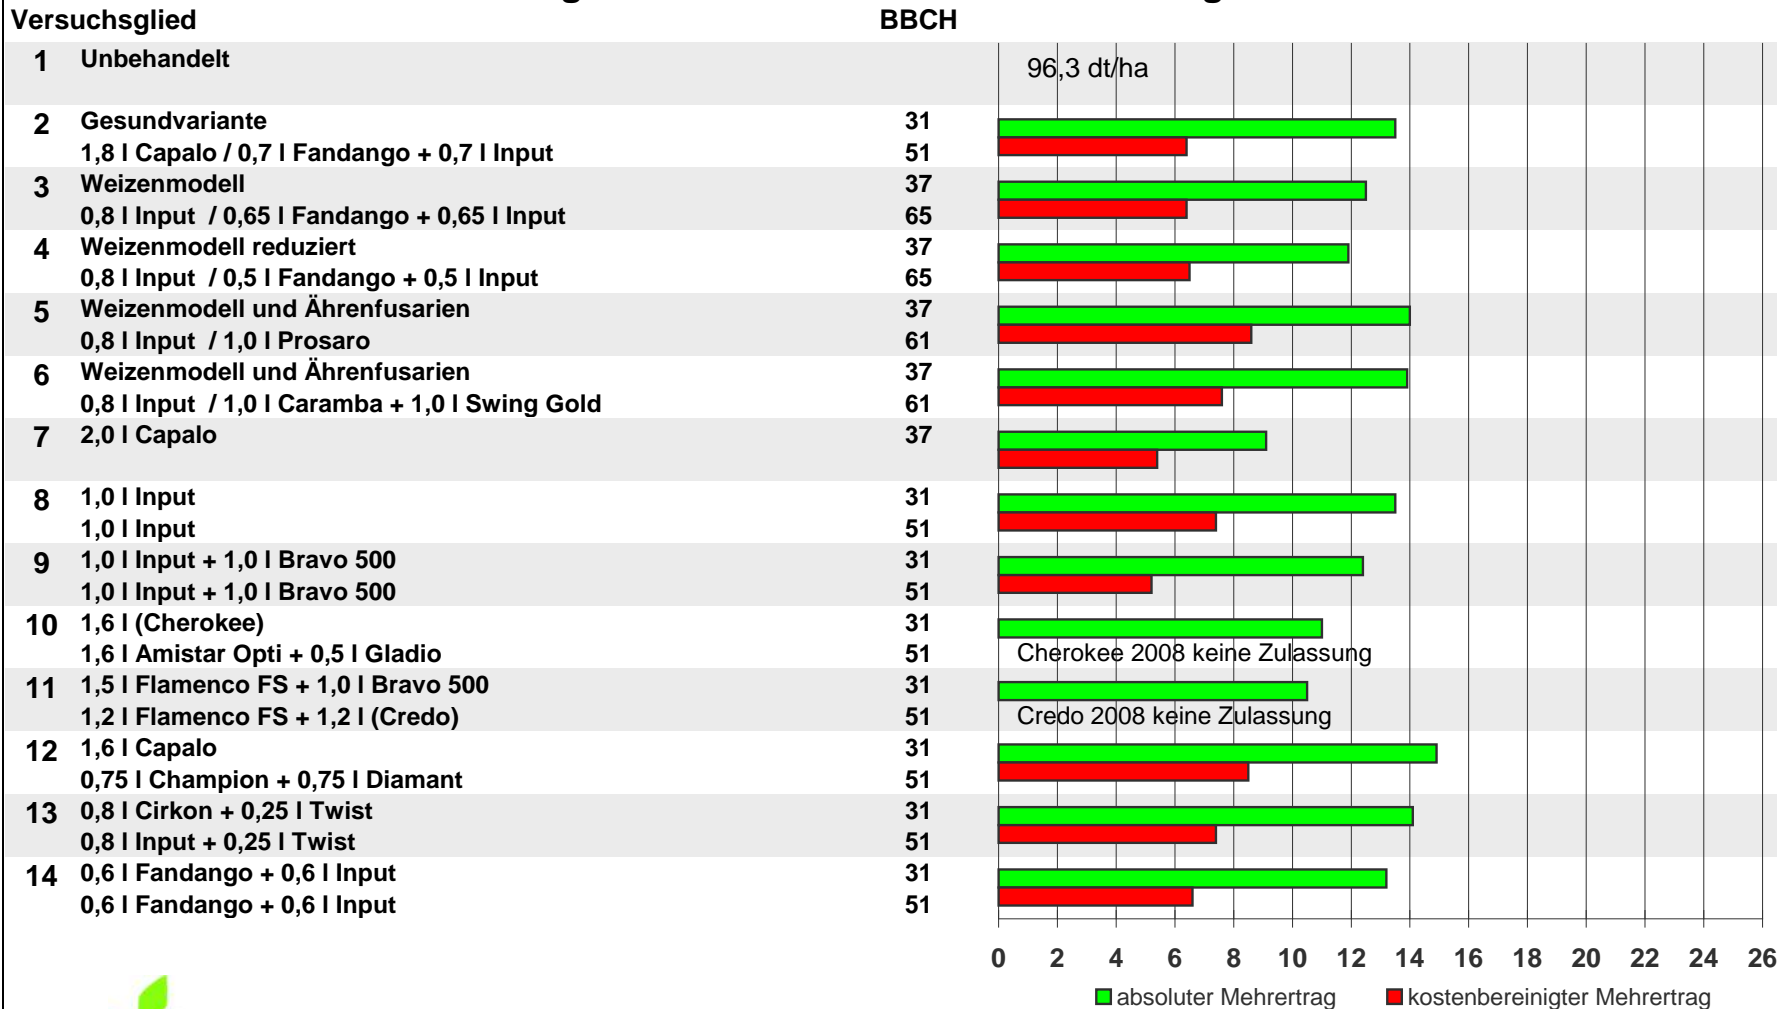 Versuchsglied BBCH
1 Unbehandelt 96,3 dt/ha
2 Gesundvariante 31
1,8 l Capalo / 0,7 l Fandango + 0,7 l Input 51
3 Weizenmodell 37
0,8 l Input / 0,65 l Fandango + 0,65 l Input 65
4 Weizenmodell reduziert 37
0,8 l Input / 0,5 l Fandango + 0,5 l Input 65
5 Weizenmodell und Ährenfusarien 37
0,8 l Input / 1,0 l Prosaro 61
6 Weizenmodell und Ährenfusarien 37
0,8 l Input / 1,0 l Caramba + 1,0 l Swing Gold 61
7 2,0 l Capalo 37
8 1,0 l Input 31
1,0 l Input 51
9 1,0 l Input + 1,0 l Bravo 500 31
1,0 l Input + 1,0 l Bravo 500 51
10 1,6 l (Cherokee) 31
1,6 l Amistar Opti + 0,5 l Gladio 51 Cherokee 2008 keine Zulassung
11 1,5 l Flamenco FS + 1,0 l Bravo 500 31
1,2 l Flamenco FS + 1,2 l (Credo) 51 Credo 2008 keine Zulassung
12 1,6 l Capalo 31
0,75 l Champion + 0,75 l Diamant 51
13 0,8 l Cirkon + 0,25 l Twist 31
0,8 l Input + 0,25 l Twist 51
14 0,6 l Fandango + 0,6 l Input 31
0,6 l Fandango + 0,6 l Input 51
0 2 4 6 8 10 12 14 16 18 20 22 24 26
absoluter Mehrertrag kostenbereinigter Mehrertrag